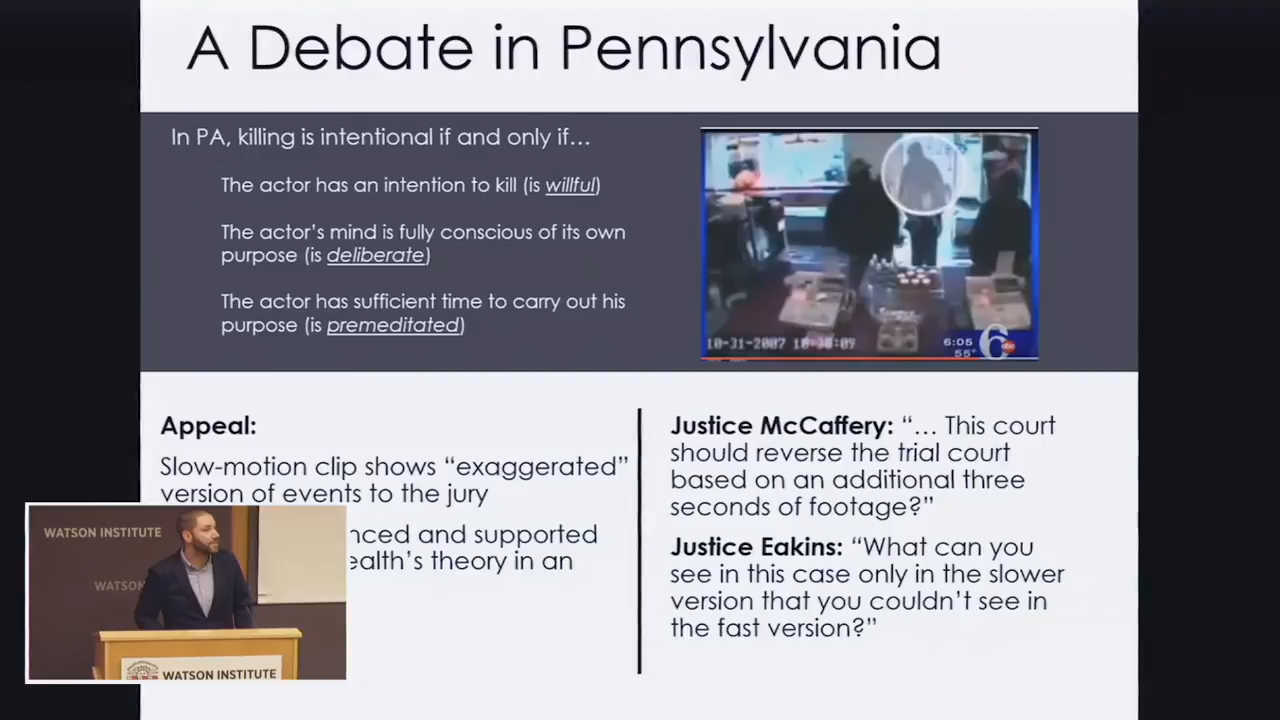 A Debate in Pennsylvania
In PA, killing is intentional if and only if…
The actor has an intention to kill (is willful)
The actor's mind is fully conscious of its own
purpose (is deliberate)
The actor has sufficient time to carry out his
purpose (is premeditated)
10-31-2007
6:05
55°
6
abc
Appeal:
Slow-motion clip shows "exaggerated"
version of events to the jury
nced and supported
ealth's theory in an
Justice McCaffery: "… This court
should reverse the trial court
based on an additional three
seconds of footage?"
Justice Eakins: "What can you
see in this case only in the slower
version that you couldn't see in
the fast version?"
WATSON INSTITUTE
WATSON
WATSON INSTITUTE